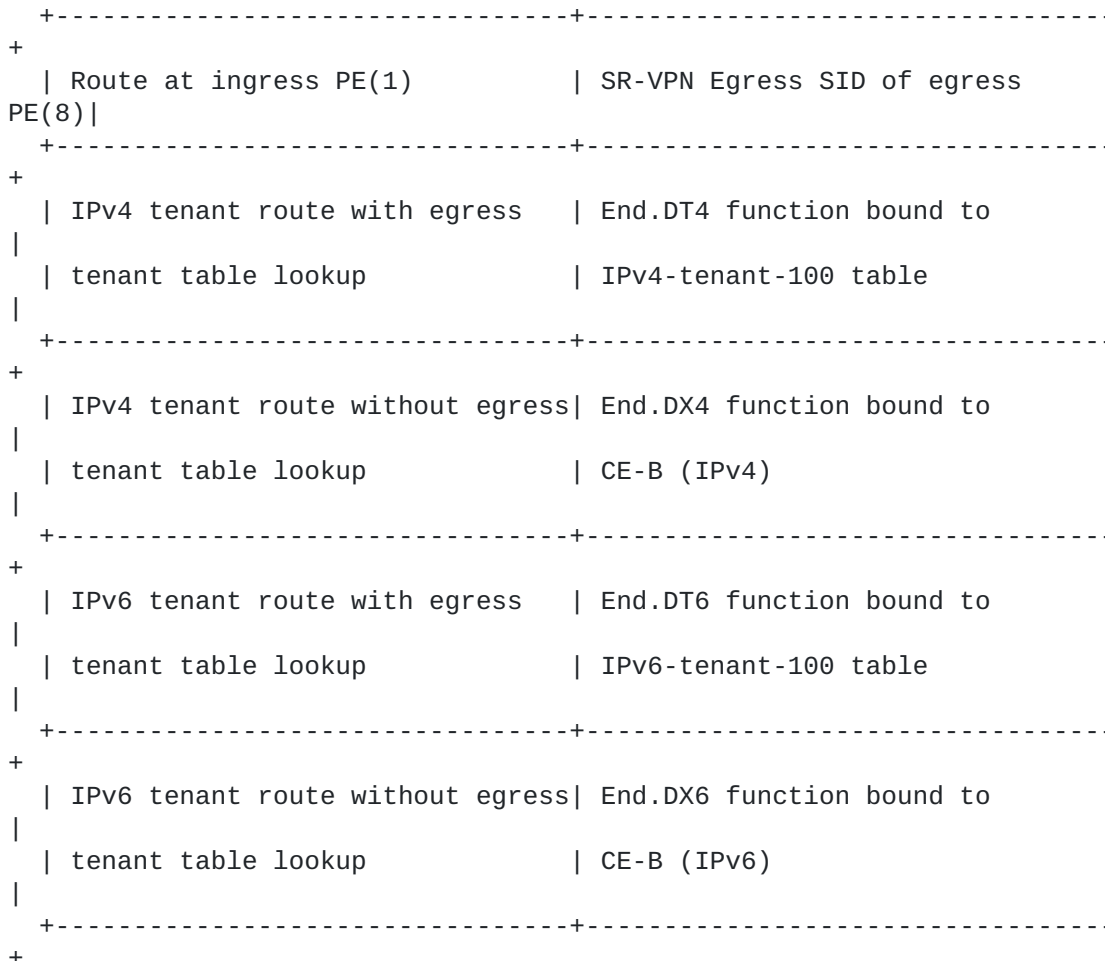 +---------------------------------+---------------------------------
+
| Route at ingress PE(1)          | SR-VPN Egress SID of egress
PE(8)|
+---------------------------------+---------------------------------
+
| IPv4 tenant route with egress   | End.DT4 function bound to
|
| tenant table lookup             | IPv4-tenant-100 table
|
+---------------------------------+---------------------------------
+
| IPv4 tenant route without egress| End.DX4 function bound to
|
| tenant table lookup             | CE-B (IPv4)
|
+---------------------------------+---------------------------------
+
| IPv6 tenant route with egress   | End.DT6 function bound to
|
| tenant table lookup             | IPv6-tenant-100 table
|
+---------------------------------+---------------------------------
+
| IPv6 tenant route without egress| End.DX6 function bound to
|
| tenant table lookup             | CE-B (IPv6)
|
+---------------------------------+---------------------------------
+